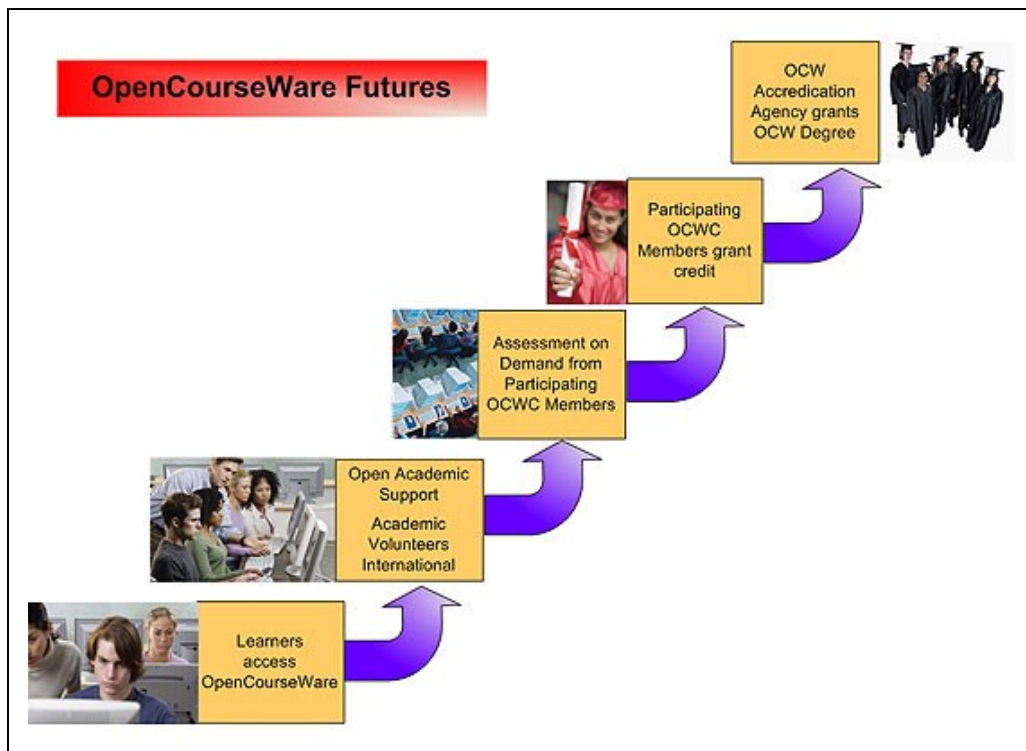 OpenCourseWare Futures
OCW
Accredication
Agency grants
OCW Degree
Participating
OCWC
Members grant
credit
Assessment on
Demand from
Participating
OCWC Members
Open Academic
Support
Academic
Volunteers
International
Learners
access
OpenCourseWare